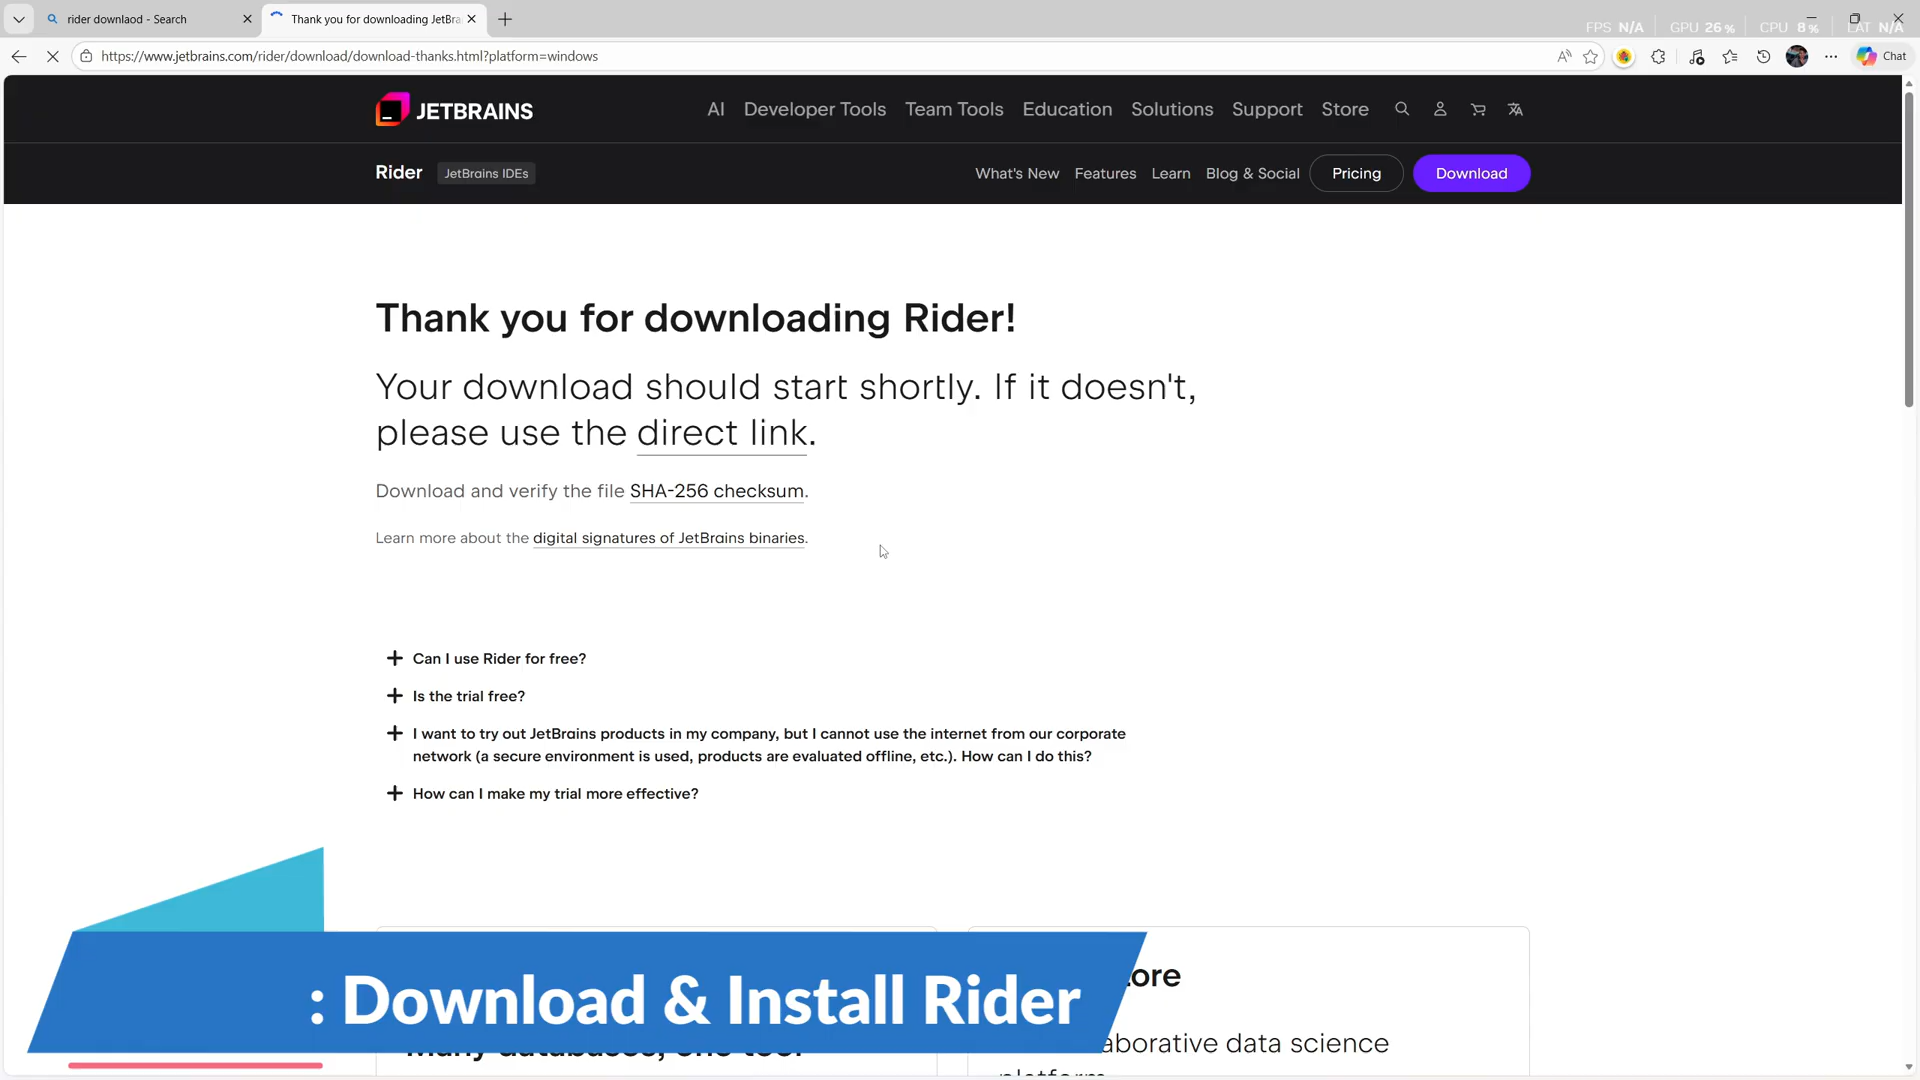 rider downlaod - Search
Thank you for downloading JetBra
FPS N/A
GPU 26 %
CPU 8 %
LAT N/A
https://www.jetbrains.com/rider/download/download-thanks.html?platform=windows
Chat
JETBRAINS
AI
Developer Tools
Team Tools
Education
Solutions
Support
Store
Rider
JetBrains IDEs
What's New
Features
Learn
Blog & Social
Pricing
Download
Thank you for downloading Rider!
Your download should start shortly. If it doesn't,
please use the direct link.
Download and verify the file SHA-256 checksum.
Learn more about the digital signatures of JetBrains binaries.
Can I use Rider for free?
Is the trial free?
I want to try out JetBrains products in my company, but I cannot use the internet from our corporate
network (a secure environment is used, products are evaluated offline, etc.). How can I do this?
How can I make my trial more effective?
: Download & Install Rider
Many databases, one tool
aborative data science
platform